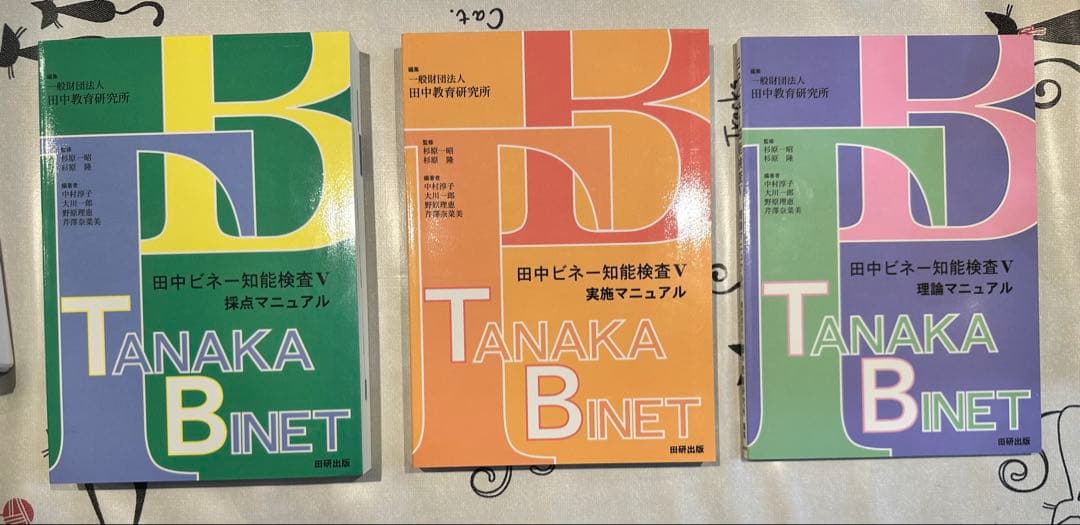 Cat.
Tracks
編集
一般財団法人
田中教育研究所
監修
杉原一昭
杉原 隆
編著者
中村淳子
大川一郎
野原理恵
芹澤奈菜美
田中ビネー知能検査V
採点マニュアル
TANAKA
BINET
田研出版
TB
編集
一般財団法人
田中教育研究所
監修
杉原一昭
杉原 隆
編著者
中村淳子
大川一郎
野原理恵
芹澤奈菜美
田中ビネー知能検査V
実施マニュアル
TANAKA
BINET
田研出版
TB
編集
一般財団法人
田中教育研究所
監修
杉原一昭
杉原 隆
編著者
中村淳子
大川一郎
野原理恵
芹澤奈菜美
田中ビネー知能検査V
理論マニュアル
TANAKA
BINET
田研出版
TB